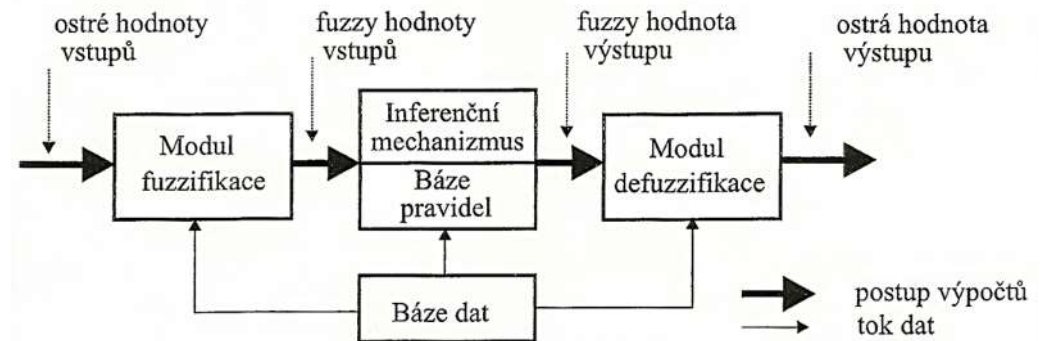 ostré hodnoty
vstupů
fuzzy hodnoty
vstupů
fuzzy hodnota
výstupu
ostrá hodnota
výstupu
Modul
fuzzifikace
Inferenční
mechanizmus
Báze
pravidel
Modul
defuzzifikace
Báze dat
postup výpočtů
tok dat